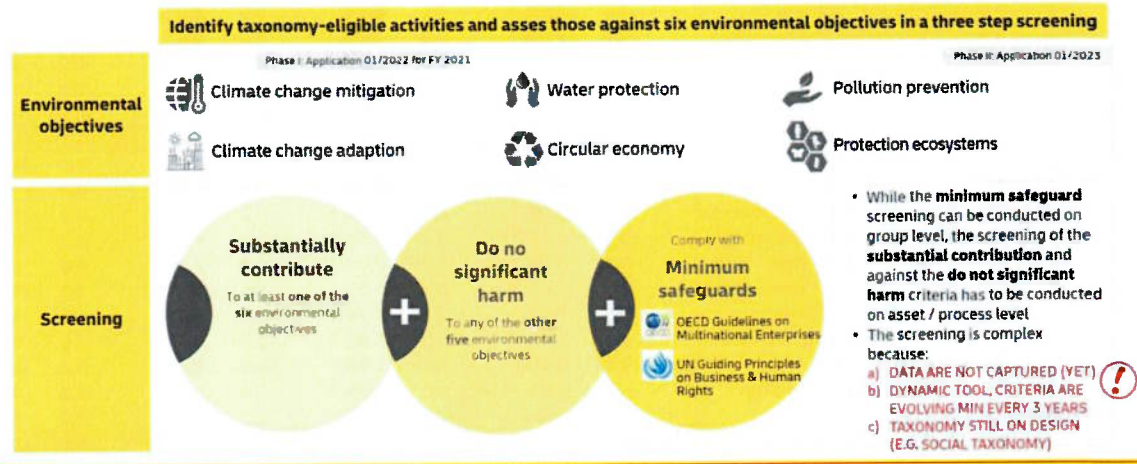 Identify taxonomy-eligible activities and asses those against six environmental objectives in a three step screening
Phase I: Application 01/2022 for FY 2021
Phase II: Application 01/2023
Environmental
objectives
Climate change mitigation
Water protection
Pollution prevention
Climate change adaption
Circular economy
Protection ecosystems
Screening
Substantially
contribute
To at least one of the
six environmental
objectives
+
Do no
significant
harm
To any of the other
five environmental
objectives
+
Comply with
Minimum
safeguards
OECD
OECD Guidelines on
Multinational Enterprises
UN Guiding Principles
on Business & Human
Rights
• While the minimum safeguard
screening can be conducted on
group level, the screening of the
substantial contribution and
against the do not significant
harm criteria has to be conducted
on asset / process level
• The screening is complex
because:
a) DATA ARE NOT CAPTURED (YET)
b) DYNAMIC TOOL, CRITERIA ARE
EVOLVING MIN EVERY 3 YEARS
c) TAXONOMY STILL ON DESIGN
(E.G. SOCIAL TAXONOMY)
!